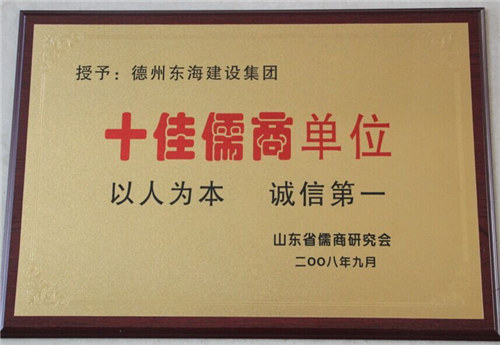 授予：德州东海建设集团
十佳儒商单位
以人为本 诚信第一
山东省儒商研究会
二〇〇八年九月